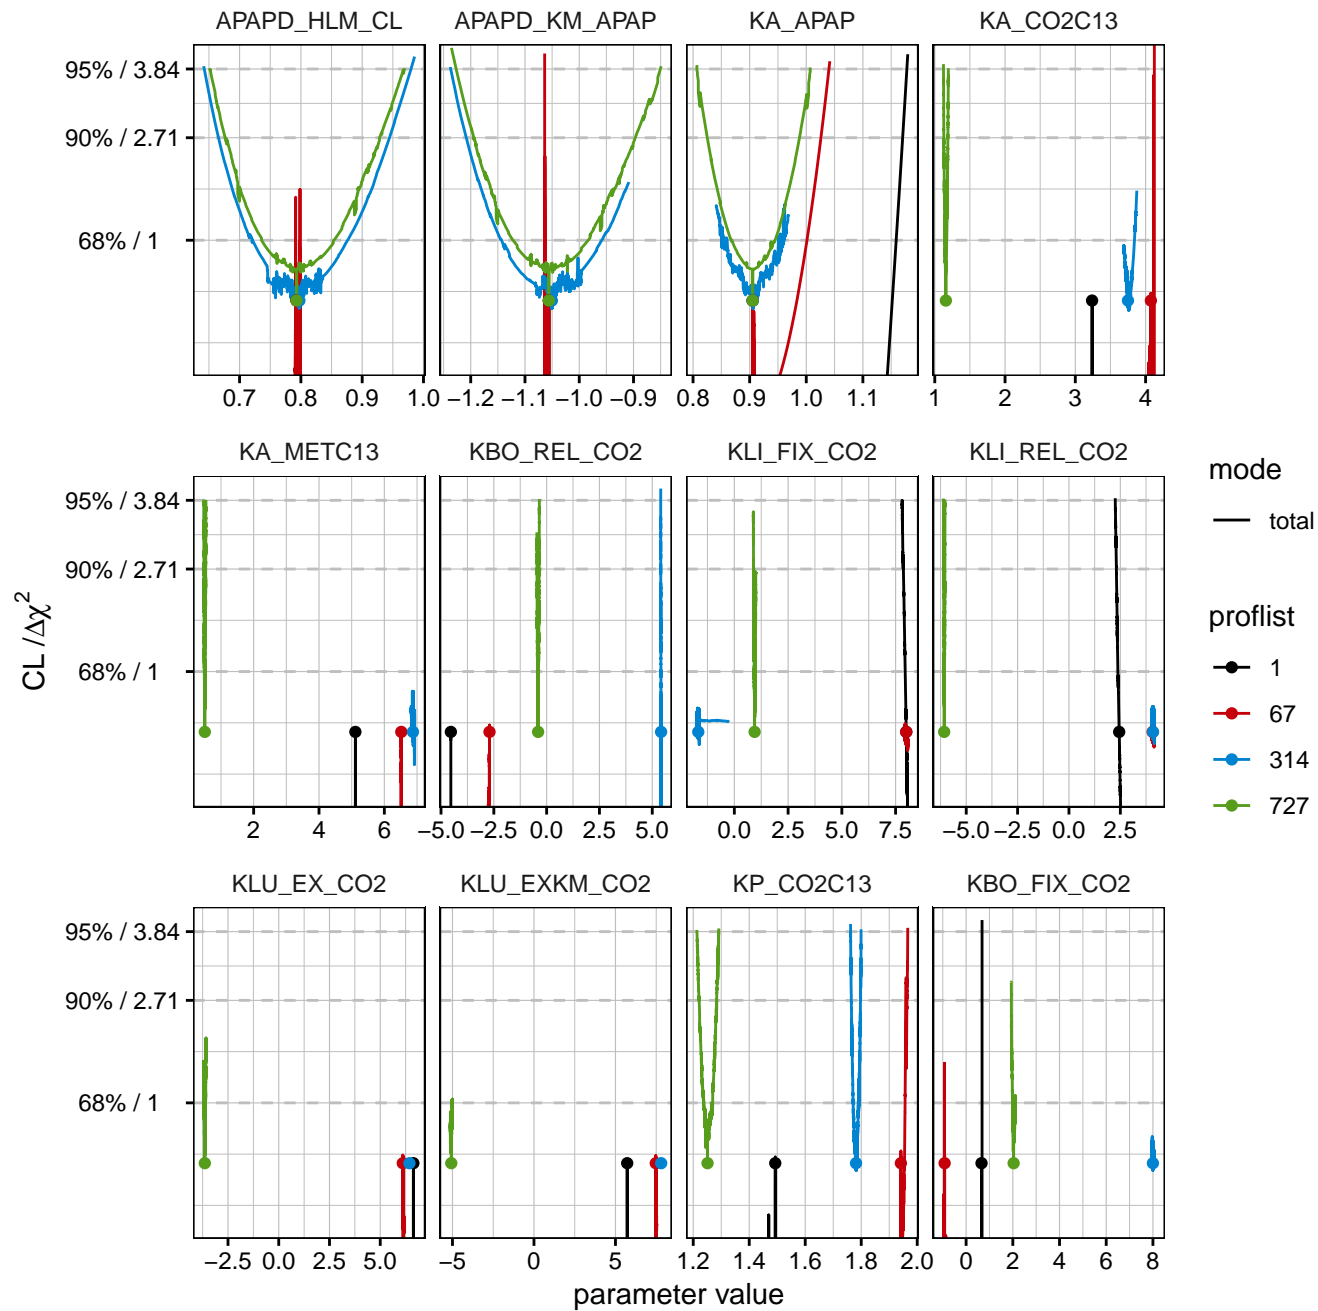 APAPD_HLM_CL APAPD_KM_APAP KA_APAP KA_CO2C13
95% / 3.84
90% / 2.71
68% / 1
0.7 0.8 0.9 1.0 −1.2 −1.1 −1.0 −0.9 0.8 0.9 1.0 1.1 1 2 3 4
KA_METC13 KBO_REL_CO2 KLI_FIX_CO2 KLI_REL_CO2
95% / 3.84
90% / 2.71
68% / 1
2 4 6 −5.0 −2.5 0.0 2.5 5.0 0.0 2.5 5.0 7.5 −5.0 −2.5 0.0 2.5
KLU_EX_CO2 KLU_EXKM_CO2 KP_CO2C13 KBO_FIX_CO2
95% / 3.84
90% / 2.71
68% / 1
−2.5 0.0 2.5 5.0 −5 0 5 1.2 1.4 1.6 1.8 2.0 0 2 4 6 8
parameter value
CL /Δχ²
mode
total
proflist
1
67
314
727